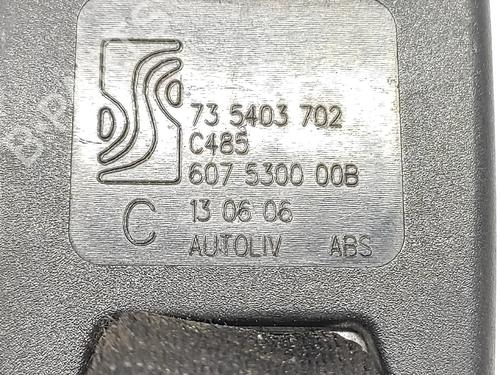 73 5403 702
C485
607 5300 00B
C 13 06 06
AUTOLIV ABS